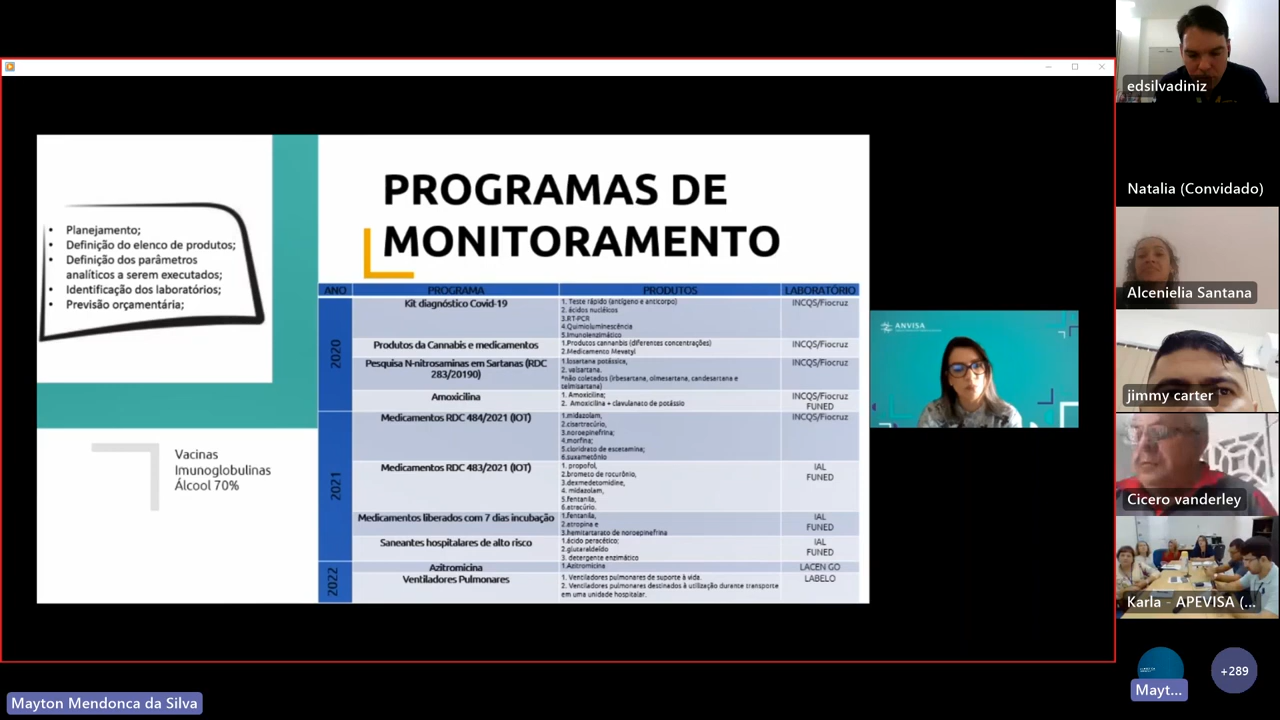 PROGRAMAS DE
MONITORAMENTO
• Planejamento;
• Definição do elenco de produtos;
• Definição dos parâmetros
analíticos a serem executados;
• Identificação dos laboratórios;
• Previsão orçamentária;
Vacinas
Imunoglobulinas
Álcool 70%
ANO PROGRAMA PRODUTOS LABORATÓRIO
2020
Kit diagnóstico Covid-19
1. Teste rápido (antígeno e anticorpo)
2. ácidos nucléicos
3.RT-PCR
4.Quimioluminescência
5.Imunolenzimático
INCQS/Fiocruz
Produtos da Cannabis e medicamentos
1.Produtos cannanbis (diferentes concentrações)
2.Medicamento Mevatyl
INCQS/Fiocruz
Pesquisa N-nitrosaminas em Sartanas (RDC
283/20190)
1.losartana potássica,
2. valsartana.
*não coletados (irbesartana, olmesartana, candesartana e
telmisartana)
INCQS/Fiocruz
Amoxicilina
1. Amoxicilina;
2. Amoxicilina + clavulanato de potássio
INCQS/Fiocruz
FUNED
2021
Medicamentos RDC 484/2021 (IOT)
1.midazolam,
2.cisatracúrio,
3.noroepinefrina;
4.morfina;
5.cloridrato de escetamina;
6.suxametônio
INCQS/Fiocruz
Medicamentos RDC 483/2021 (IOT)
1. propofol,
2.brometo de rocurônio,
3.dexmedetomidine,
4. midazolam,
5.fentanila,
6.atracúrio.
IAL
FUNED
Medicamentos liberados com 7 dias incubação
1.fentanila,
2.atropina e
3.hemitartarato de noroepinefrina
IAL
FUNED
Saneantes hospitalares de alto risco
1.ácido peracético;
2.glutaraldeído
3. detergente enzimático
IAL
FUNED
2022
Azitromicina
1.Azitromicina
LACEN GO
Ventiladores Pulmonares
1. Ventiladores pulmonares de suporte à vida.
2. Ventiladores pulmonares destinados à utilização durante transporte
em uma unidade hospitalar.
LABELO
ANVISA
edsilvadiniz
Natalia (Convidado)
Alcenielia Santana
jimmy carter
Cicero vanderley
Karla - APEVISA (...
Mayt...
+289
Mayton Mendonca da Silva